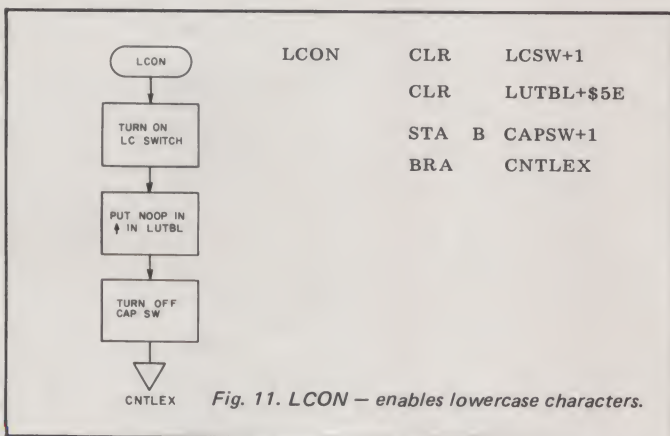 LCON
TURN ON
LC SWITCH
PUT NOOP IN
↑ IN LUTBL
TURN OFF
CAP SW
CNTLEX
LCON CLR LCSW+1
CLR LUTBL+$5E
STA B CAPSW+1
BRA CNTLEX
Fig. 11. LCON — enables lowercase characters.